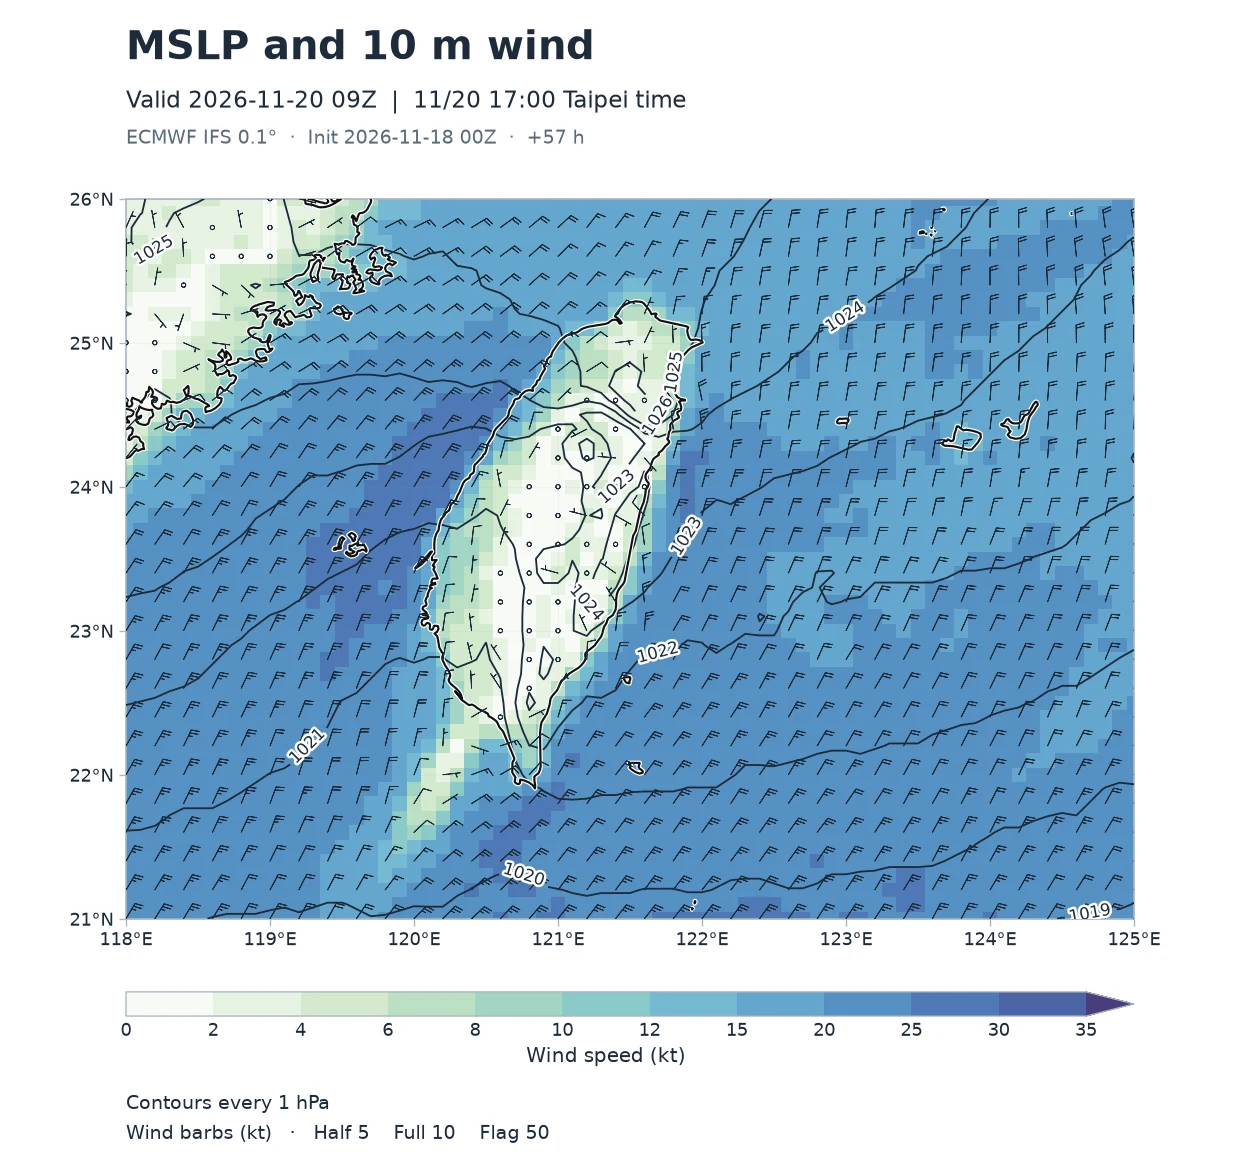 MSLP and 10 m wind
Valid 2026-11-20 09Z | 11/20 17:00 Taipei time
ECMWF IFS 0.1° · Init 2026-11-18 00Z · +57 h
26°N
25°N
24°N
23°N
22°N
21°N
1025
1024
1025
1026
1023
1023
1024
1022
1021
1020
1019
118°E 119°E 120°E 121°E 122°E 123°E 124°E 125°E
0 2 4 6 8 10 12 15 20 25 30 35
Wind speed (kt)
Contours every 1 hPa
Wind barbs (kt) · Half 5 Full 10 Flag 50